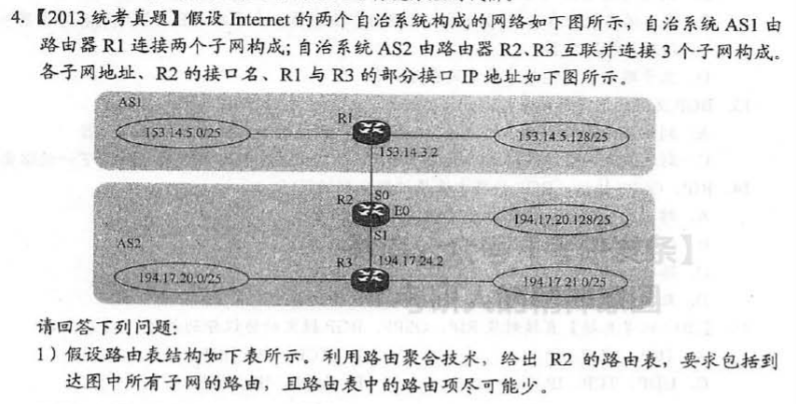 4.【2013统考真题】假设 Internet 的两个自治系统构成的网络如下图所示，自治系统 AS1 由
路由器 R1 连接两个子网构成；自治系统 AS2 由路由器 R2、R3 互联并连接 3 个子网构成。
各子网地址、R2 的接口名、R1 与 R3 的部分接口 IP 地址如下图所示。
AS1
R1
153.14.5.0/25
153.14.5.128/25
153.14.3.2
R2
S0
E0
194.17.20.128/25
S1
AS2
R3
194.17.24.2
194.17.20.0/25
194.17.21.0/25
请回答下列问题：
1）假设路由表结构如下表所示。利用路由聚合技术，给出 R2 的路由表，要求包括到
达图中所有子网的路由，且路由表中的路由项尽可能少。